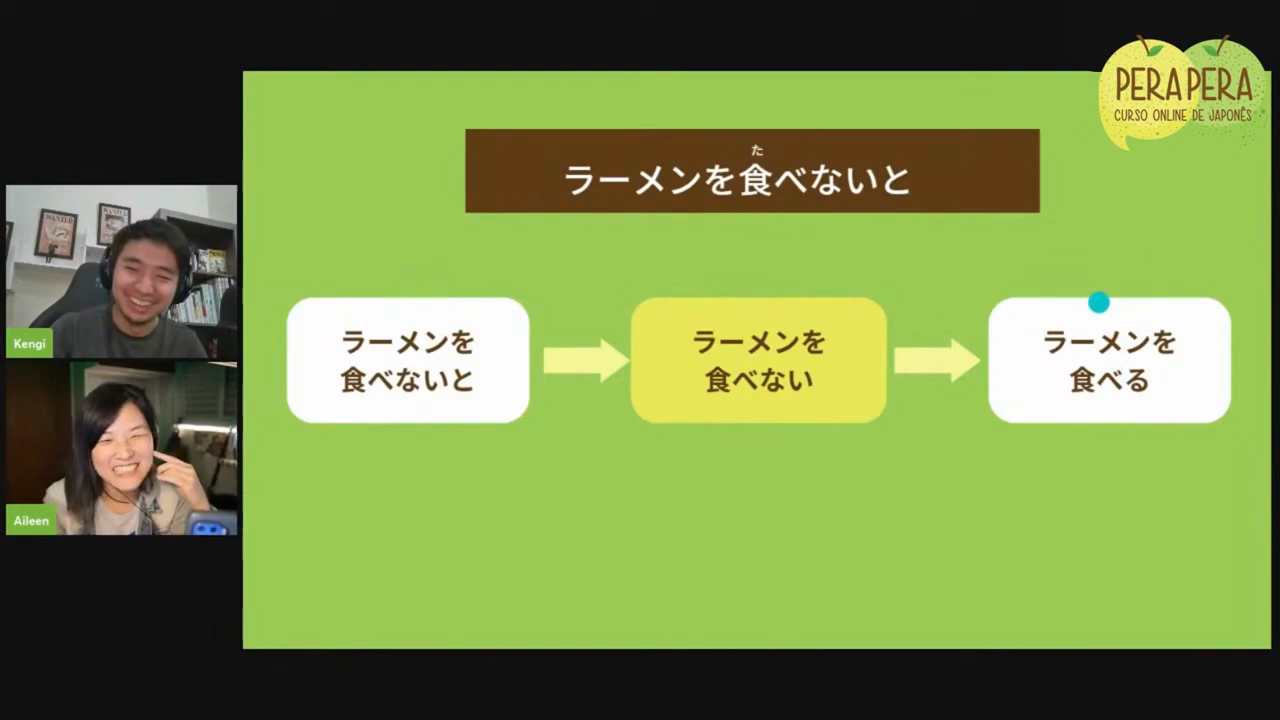 PERA PERA
CURSO ONLINE DE JAPONÊS
た
ラーメンを食べないと
WANTED
WANTED
Kengi
Aileen
ラーメンを
食べないと
ラーメンを
食べない
ラーメンを
食べる